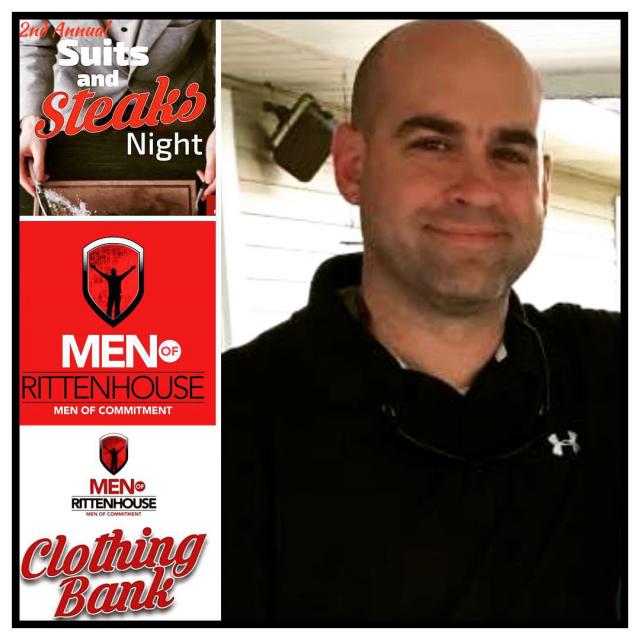 2nd Annual
Suits
and
Steaks
Night
MEN OF
RITTENHOUSE
MEN OF COMMITMENT
MEN OF
RITTENHOUSE
MEN OF COMMITMENT
Clothing
Bank